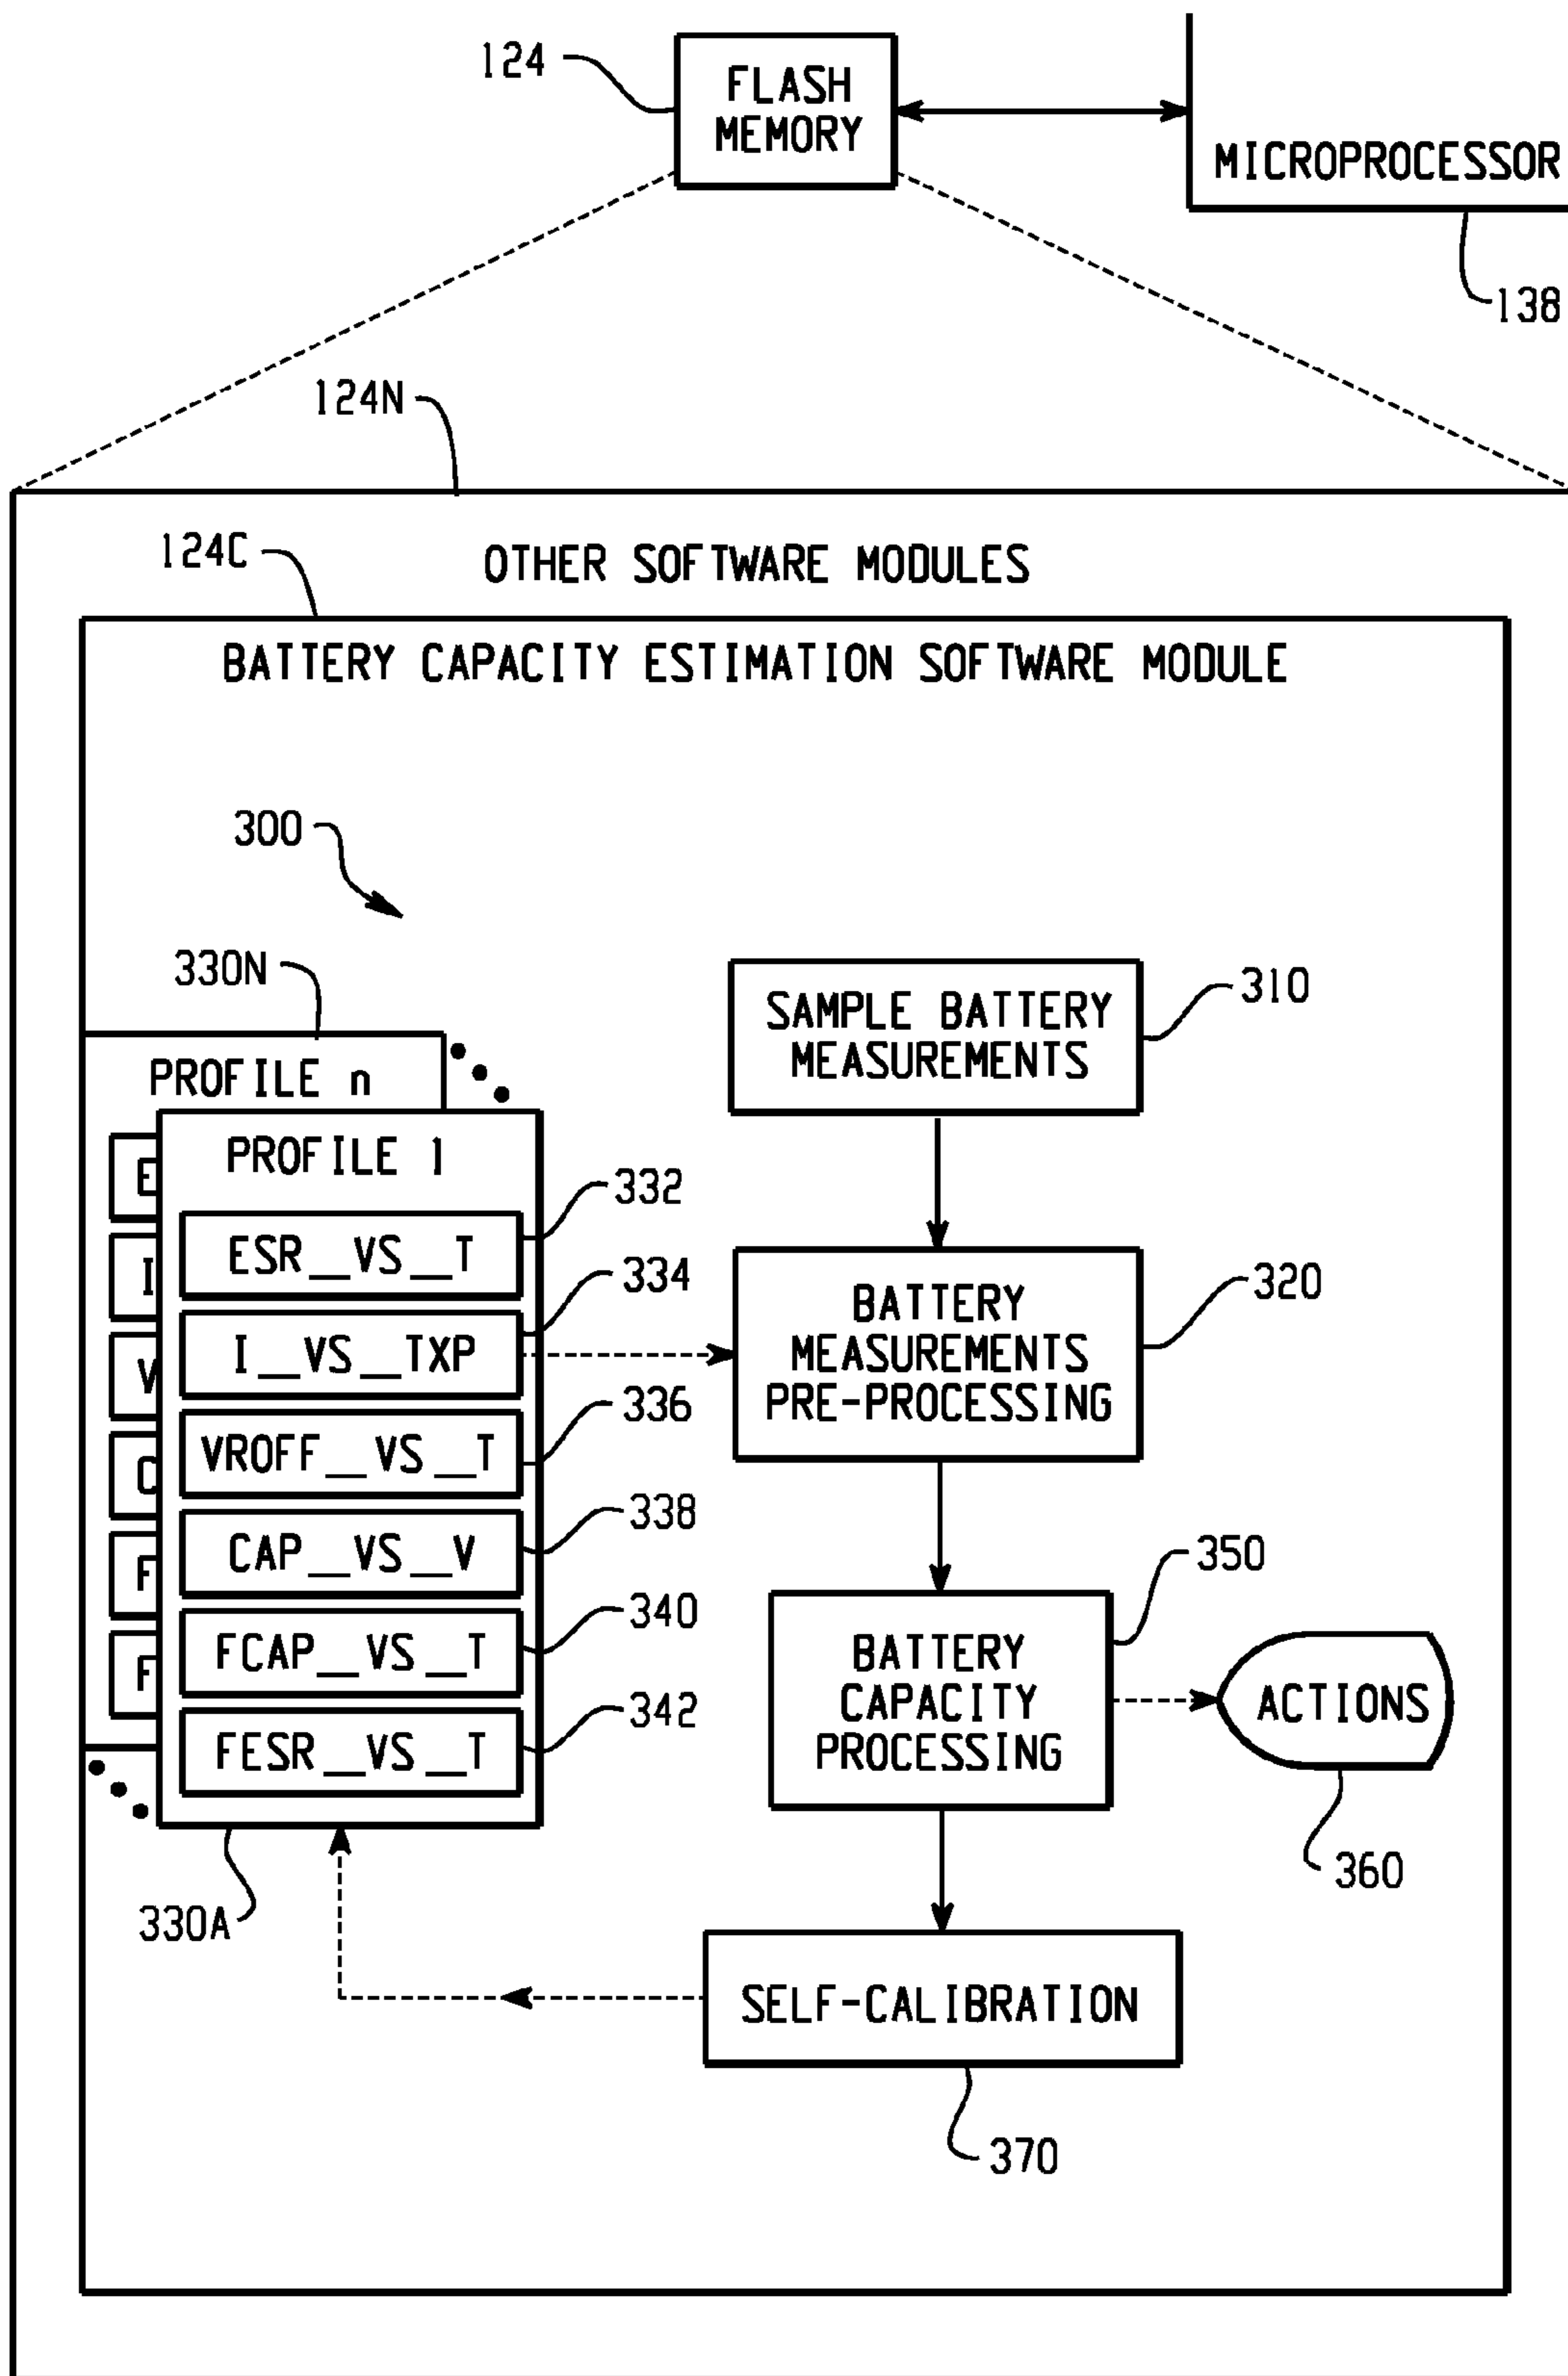 124
FLASH
MEMORY
MICROPROCESSOR
138
124N
124C
OTHER SOFTWARE MODULES
BATTERY CAPACITY ESTIMATION SOFTWARE MODULE
300
330N
310
SAMPLE BATTERY
MEASUREMENTS
PROFILE n
PROFILE 1
332
E
ESR__VS__T
334
320
I
I__VS__TXP
BATTERY
MEASUREMENTS
PRE-PROCESSING
336
V
VROFF__VS__T
338
C
CAP__VS__V
350
340
F
FCAP__VS__T
BATTERY
CAPACITY
PROCESSING
ACTIONS
342
F
FESR__VS__T
360
330A
SELF-CALIBRATION
370